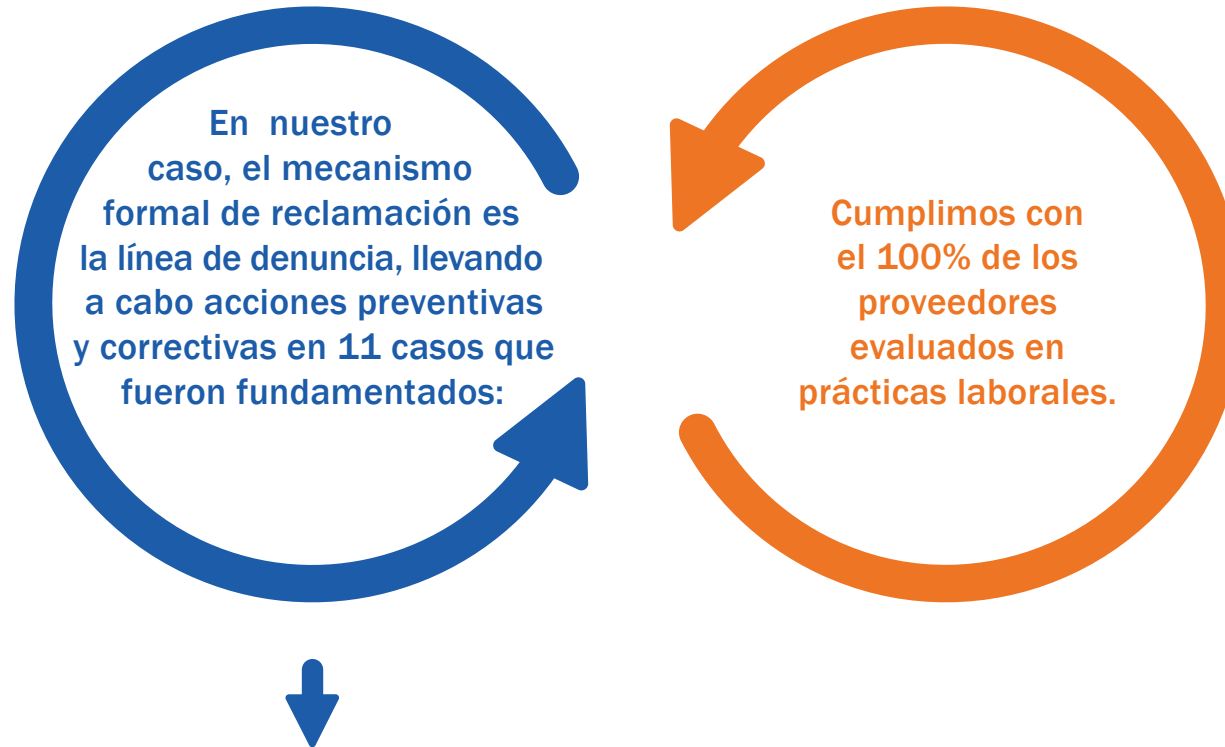 En nuestro
caso, el mecanismo
formal de reclamación es
la línea de denuncia, llevando
a cabo acciones preventivas
y correctivas en 11 casos que
fueron fundamentados:
Cumplimos con
el 100% de los
proveedores
evaluados en
prácticas laborales.